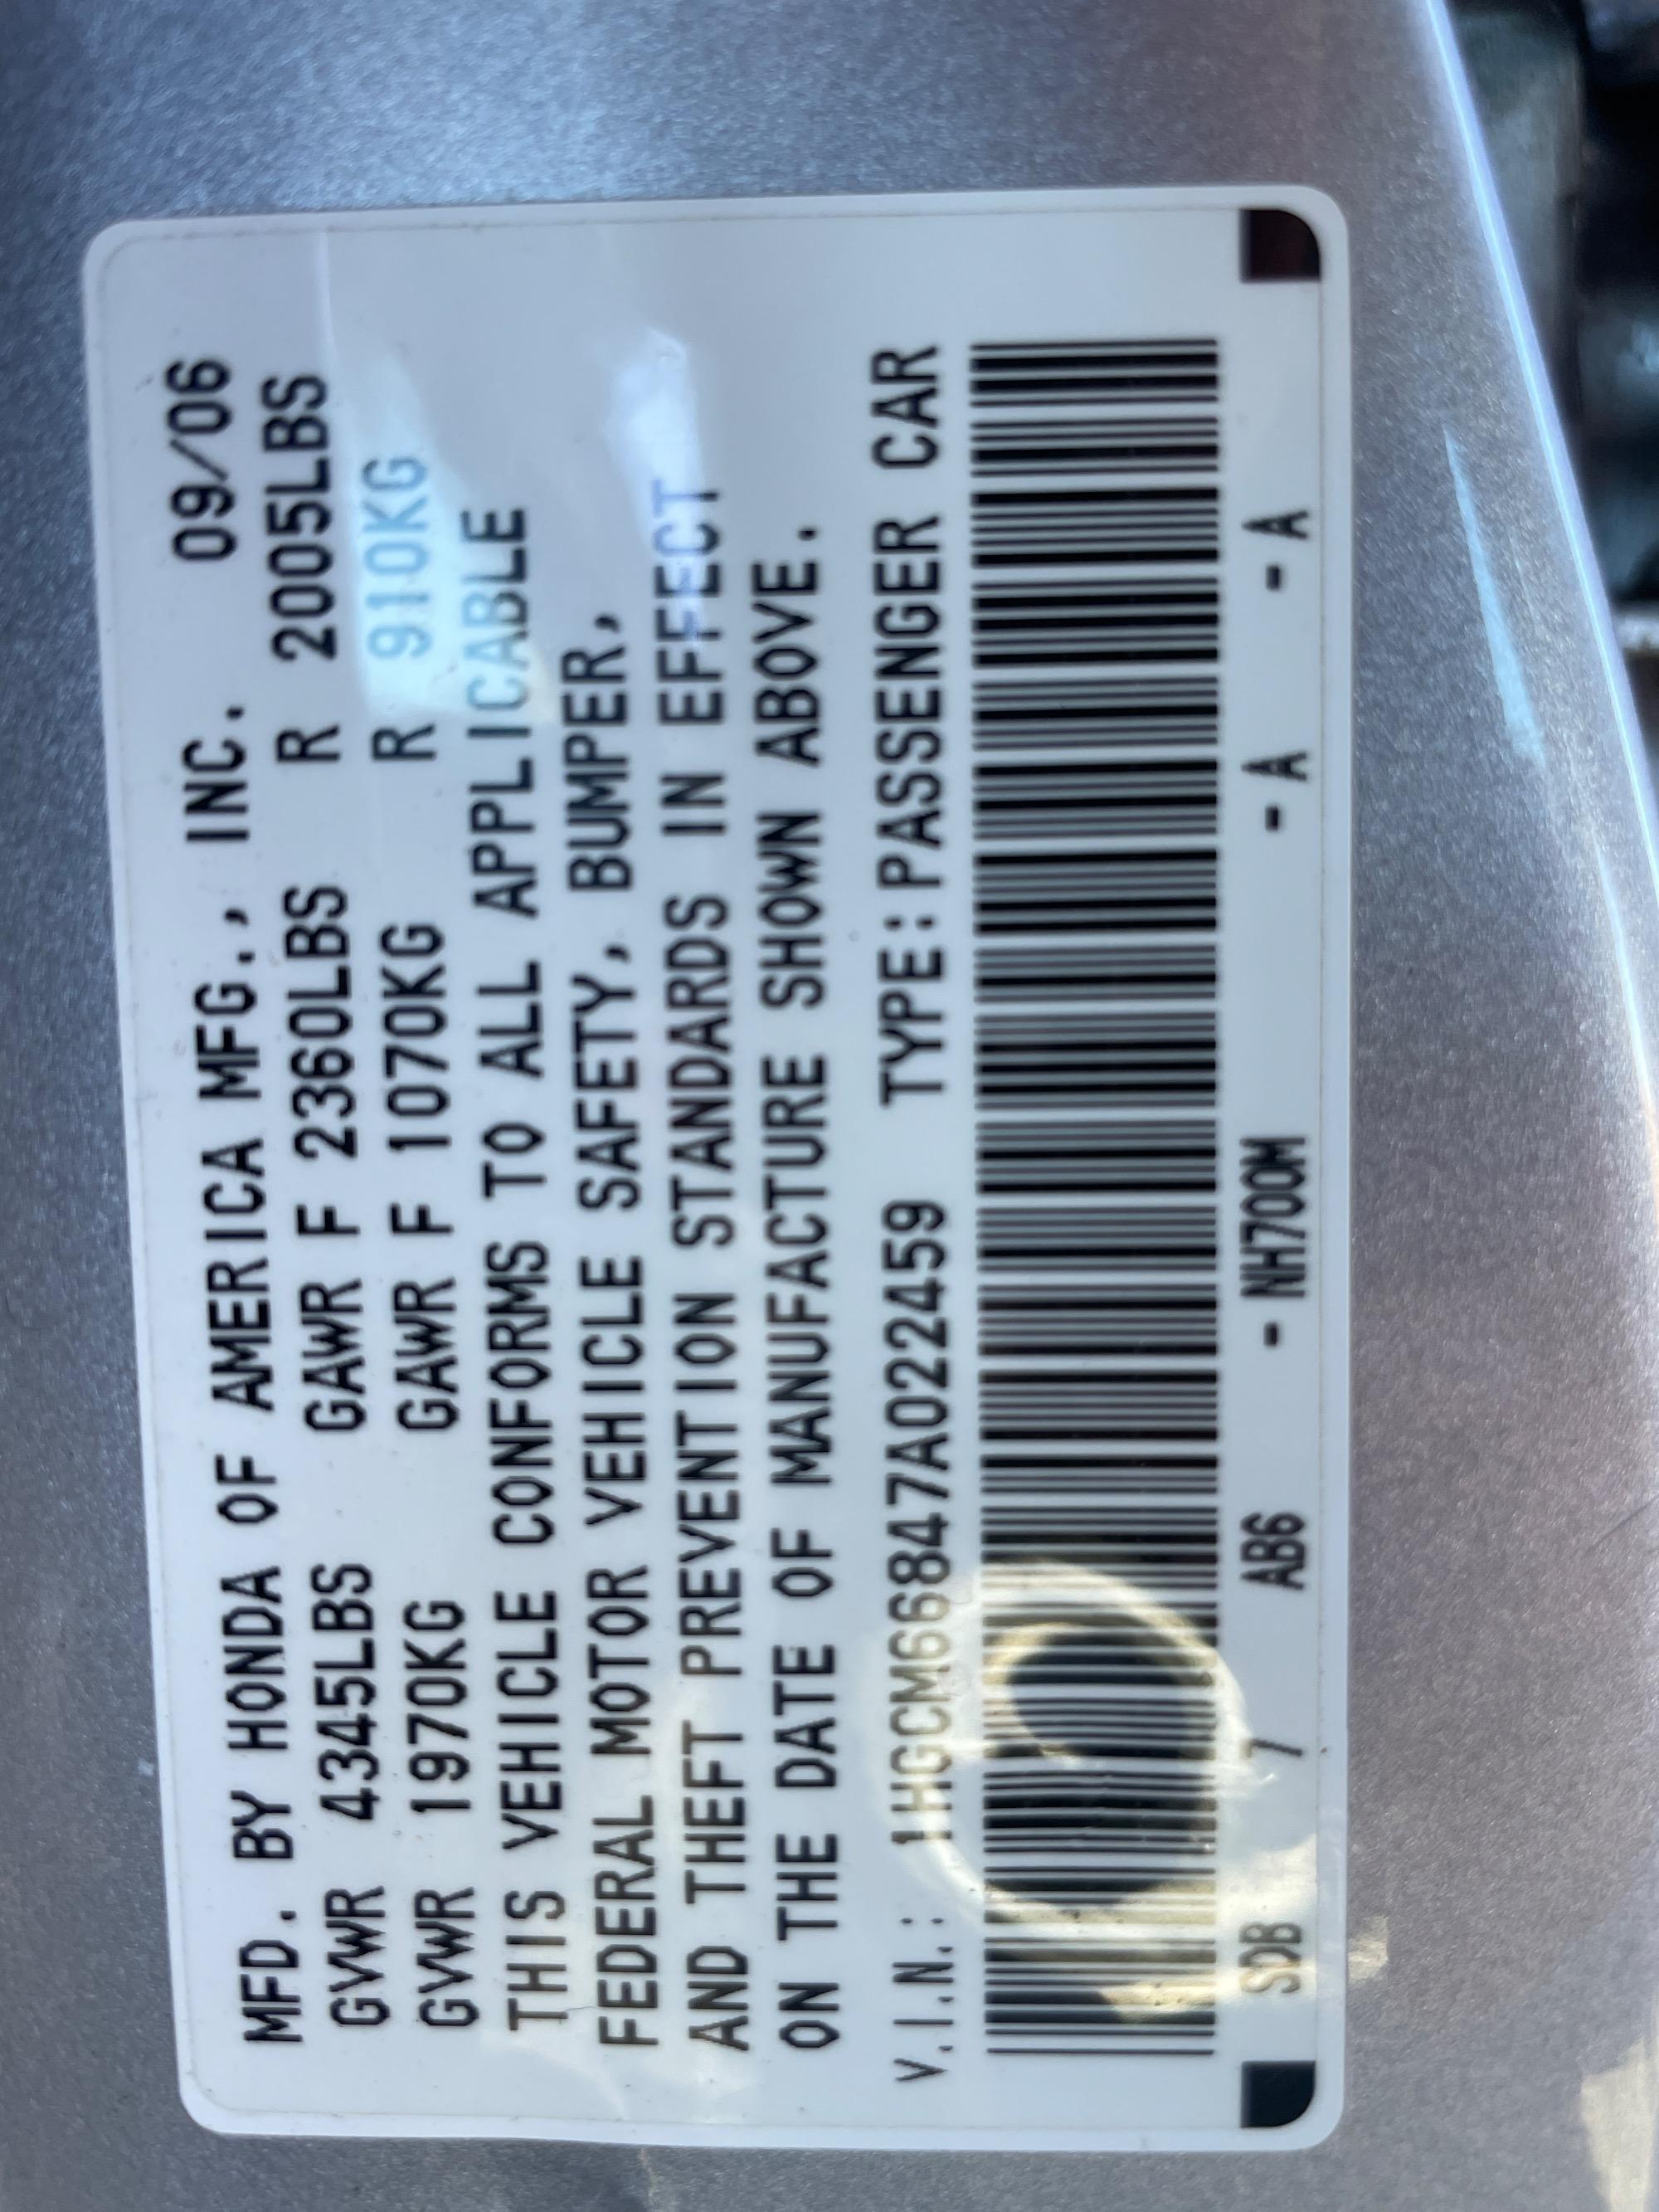 MFD. BY HONDA OF AMERICA MFG., INC. 09/06
GVWR 4345LBS GAWR F 2360LBS R 2005LBS
GVWR 1970KG GAWR F 1070KG R 910KG
THIS VEHICLE CONFORMS TO ALL APPLICABLE
FEDERAL MOTOR VEHICLE SAFETY, BUMPER,
AND THEFT PREVENTION STANDARDS IN EFFECT
ON THE DATE OF MANUFACTURE SHOWN ABOVE.
V.I.N.: 1HGCM66847A022459 TYPE:PASSENGER CAR
SDB 7 AB6 - NH700M - A - A